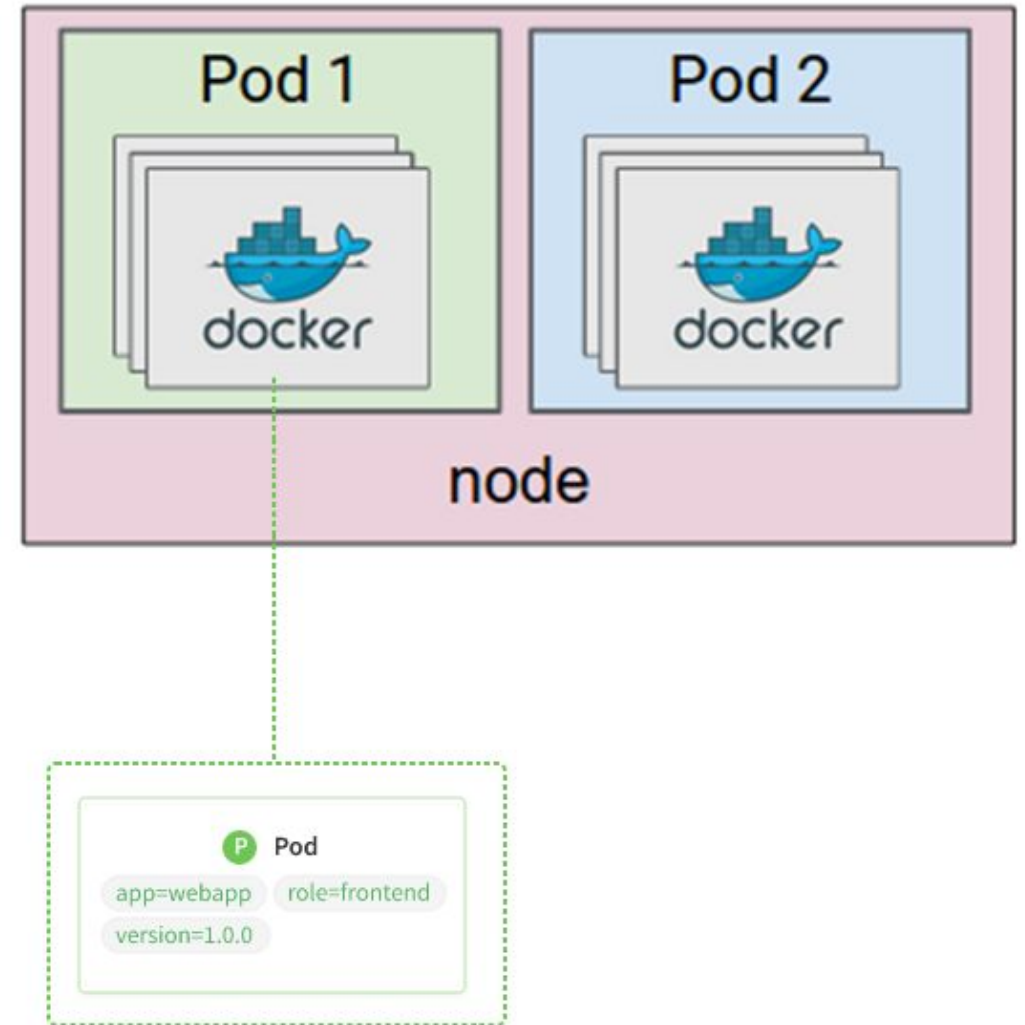 Pod 1
Pod 2
docker
docker
node
P Pod
app=webapp role=frontend
version=1.0.0